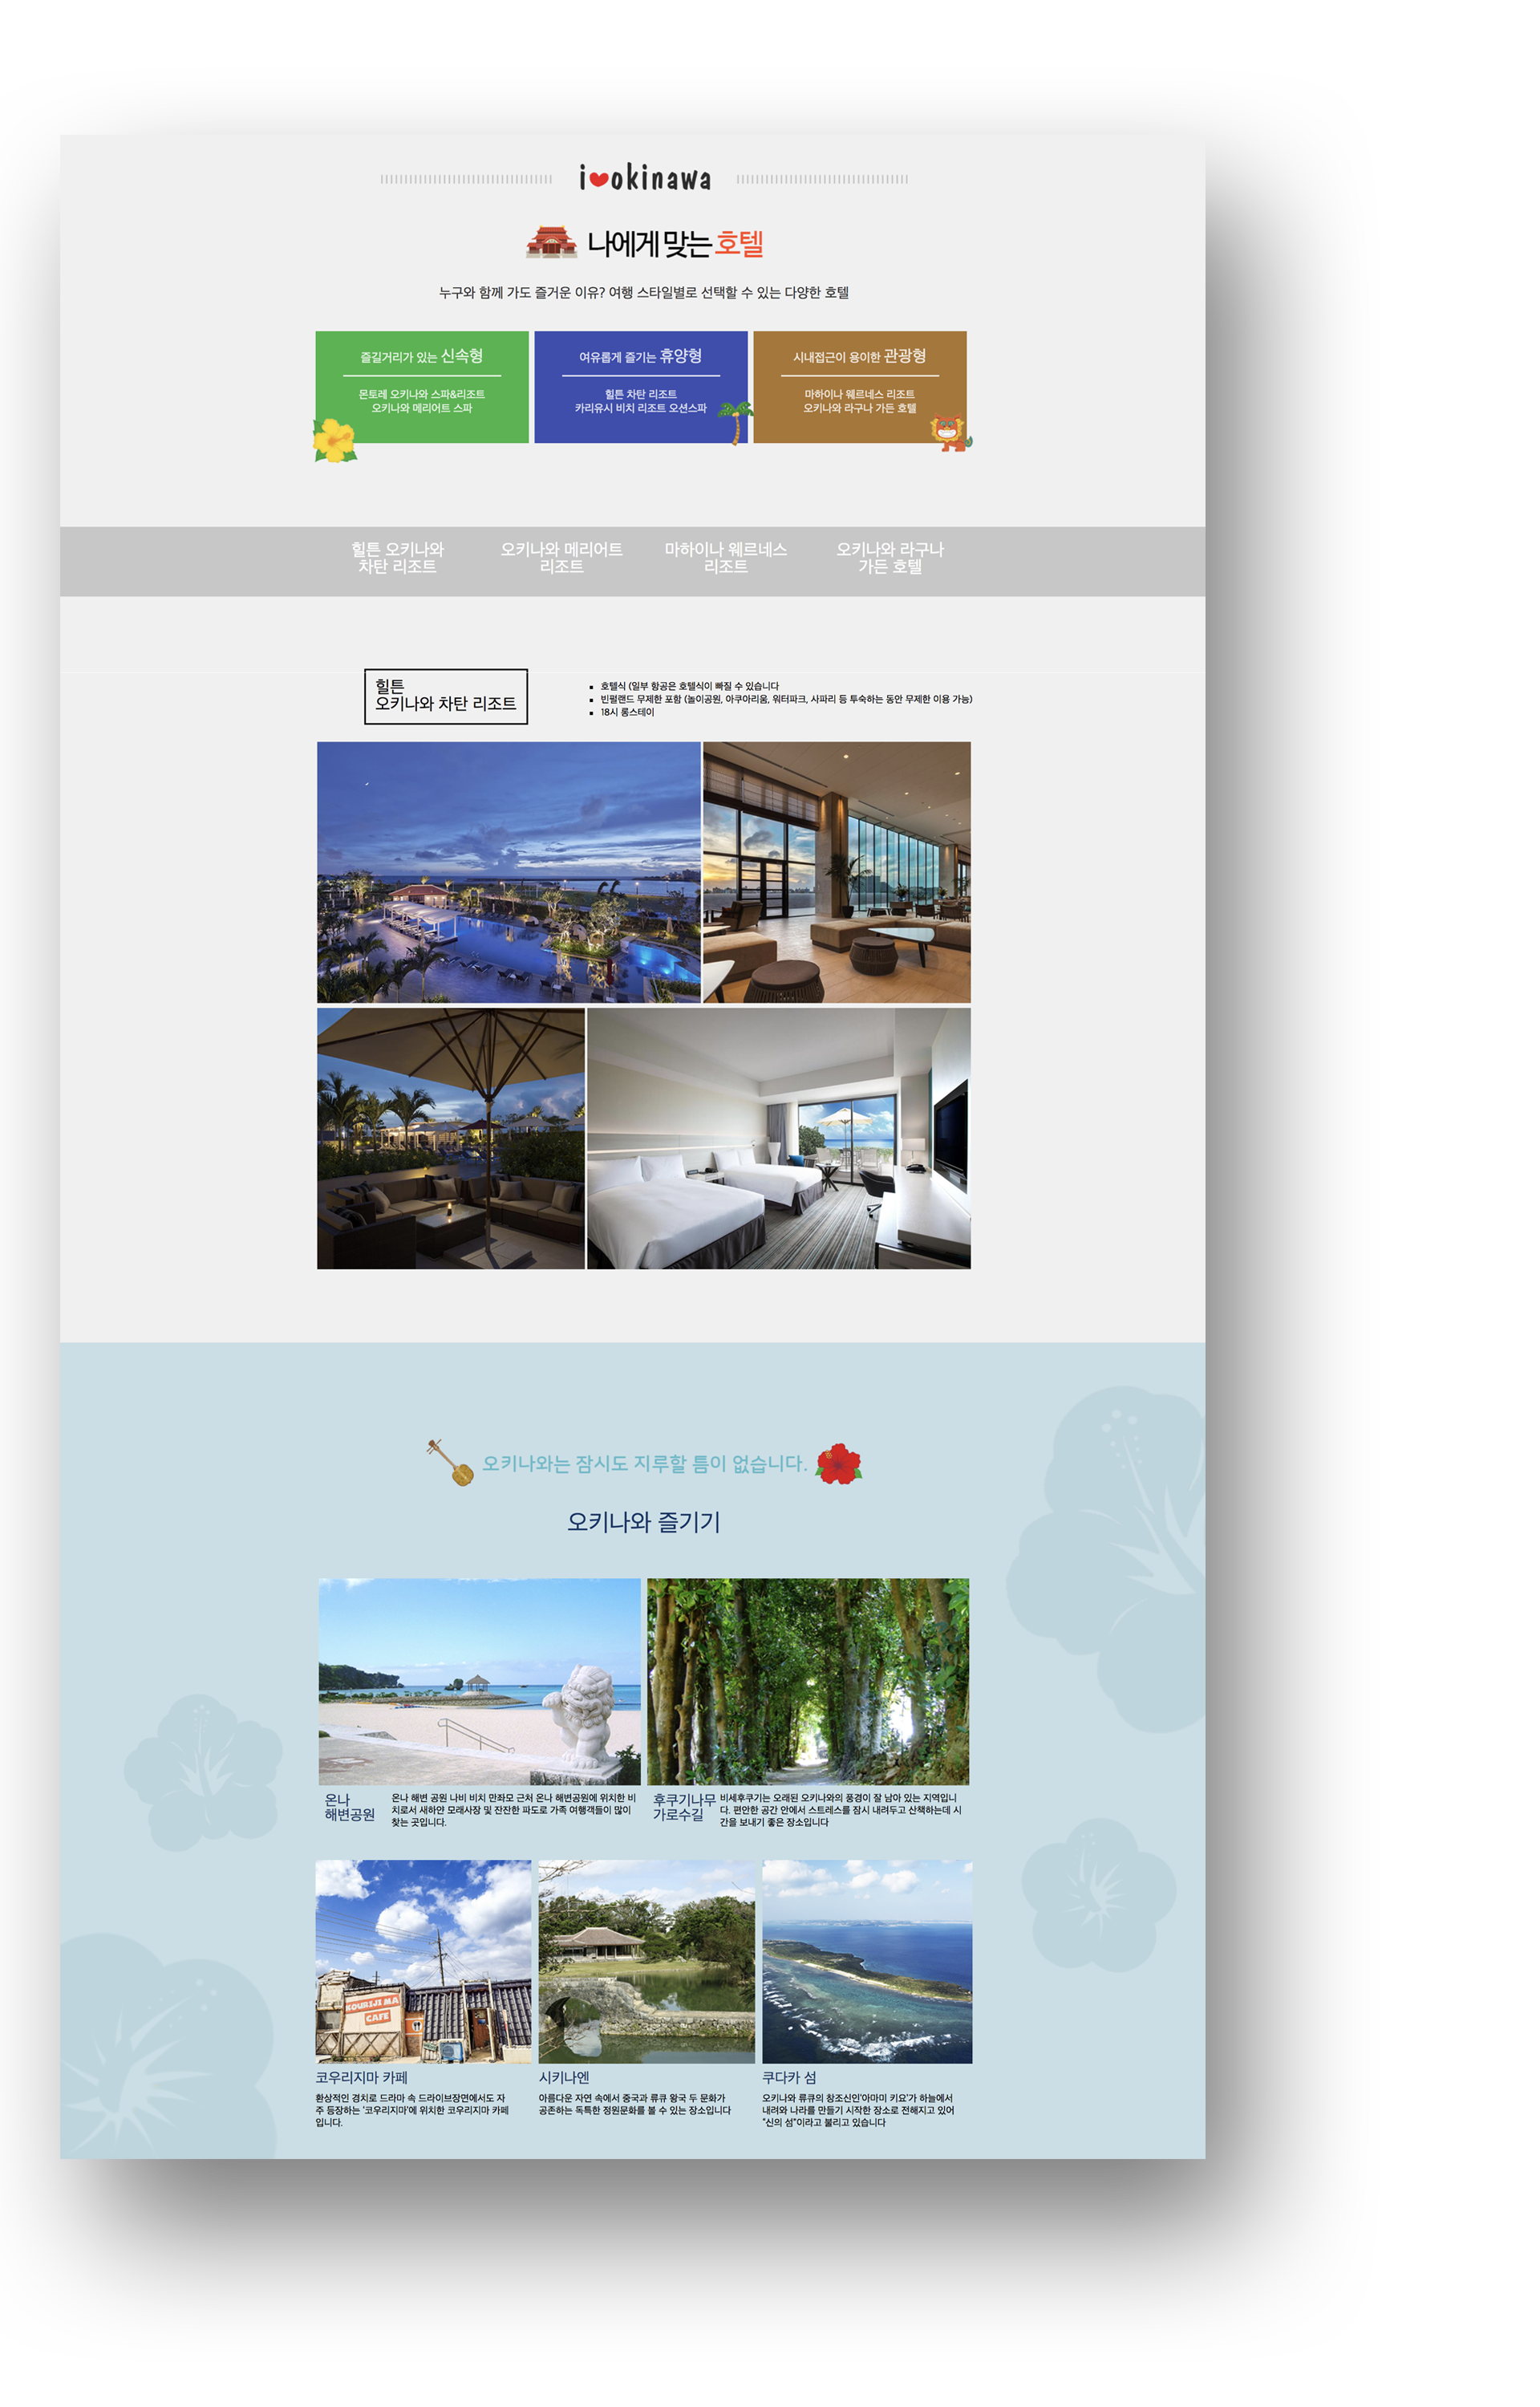 i❤okinawa
나에게 맞는 호텔
누구와 함께 가도 즐거운 이유? 여행 스타일별로 선택할 수 있는 다양한 호텔
즐길거리가 있는 신속형
몬토레 오키나와 스파&리조트
오키나와 메리어트 스파
여유롭게 즐기는 휴양형
힐튼 차탄 리조트
카리유시 비치 리조트 오션스파
시내접근이 용이한 관광형
마하이나 웨르네스 리조트
오키나와 라구나 가든 호텔
힐튼 오키나와
차탄 리조트
오키나와 메리어트
리조트
마하이나 웨르네스
리조트
오키나와 라구나
가든 호텔
힐튼
오키나와 차탄 리조트
▪ 호텔식 (일부 항공은 호텔식이 빠질 수 있습니다
▪ 빈펄랜드 무제한 포함 (놀이공원, 아쿠아리움, 워터파크, 사파리 등 투숙하는 동안 무제한 이용 가능)
▪ 18시 롱스테이
오키나와는 잠시도 지루할 틈이 없습니다.
오키나와 즐기기
온나
해변공원
온나 해변 공원 나비 비치 만좌모 근처 온나 해변공원에 위치한 비
치로서 새하얀 모래사장 및 잔잔한 파도로 가족 여행객들이 많이
찾는 곳입니다.
후쿠기나무
가로수길
비세후쿠기는 오래된 오키나와의 풍경이 잘 남아 있는 지역입니
다. 편안한 공간 안에서 스트레스를 잠시 내려두고 산책하는데 시
간을 보내기 좋은 장소입니다
KOURIJI MA
CAFE
코우리지마 카페
환상적인 경치로 드라마 속 드라이브장면에서도 자
주 등장하는 '코우리지마'에 위치한 코우리지마 카페
입니다.
시키나엔
아름다운 자연 속에서 중국과 류큐 왕국 두 문화가
공존하는 독특한 정원문화를 볼 수 있는 장소입니다
쿠다카 섬
오키나와 류큐의 창조신인'아마미 키요'가 하늘에서
내려와 나라를 만들기 시작한 장소로 전해지고 있어
"신의 섬"이라고 불리고 있습니다